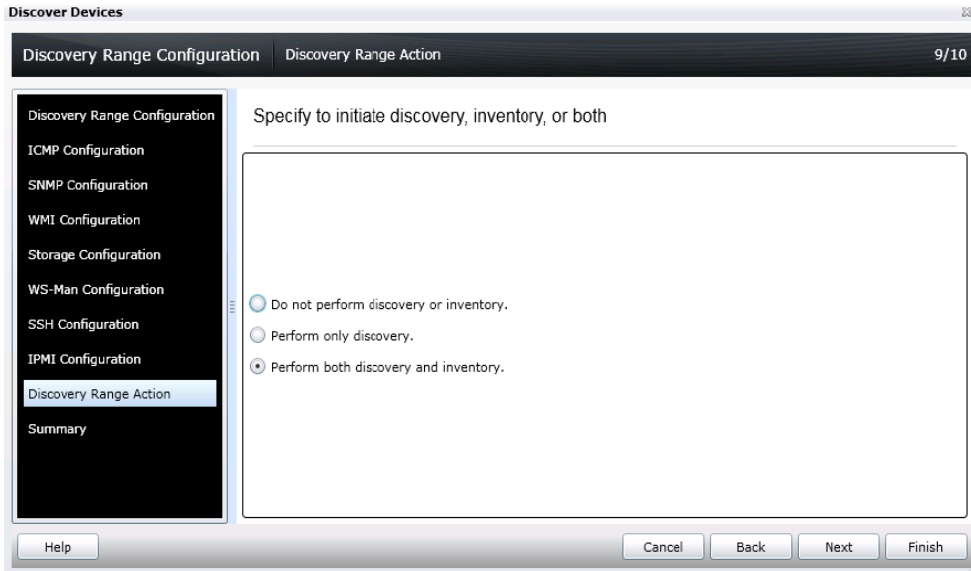 Discover Devices
Discovery Range Configuration Discovery Range Action 9/10
Discovery Range Configuration
ICMP Configuration
SNMP Configuration
WMI Configuration
Storage Configuration
WS-Man Configuration
SSH Configuration
IPMI Configuration
Discovery Range Action
Summary
Specify to initiate discovery, inventory, or both
Do not perform discovery or inventory.
Perform only discovery.
Perform both discovery and inventory.
Help Cancel Back Next Finish